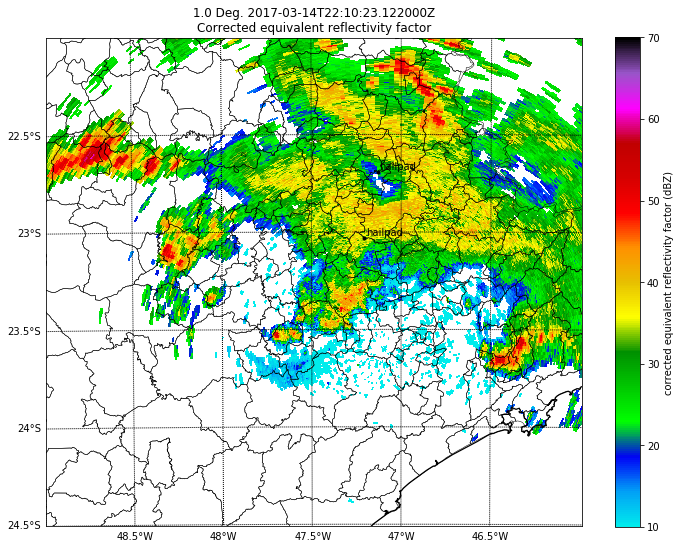 1.0 Deg. 2017-03-14T22:10:23.122000Z
Corrected equivalent reflectivity factor
70
60
50
40
30
20
10
corrected equivalent reflectivity factor (dBZ)
22.5°S
23°S
23.5°S
24°S
24.5°S
hailpad
hailpad
48.5°W
48°W
47.5°W
47°W
46.5°W